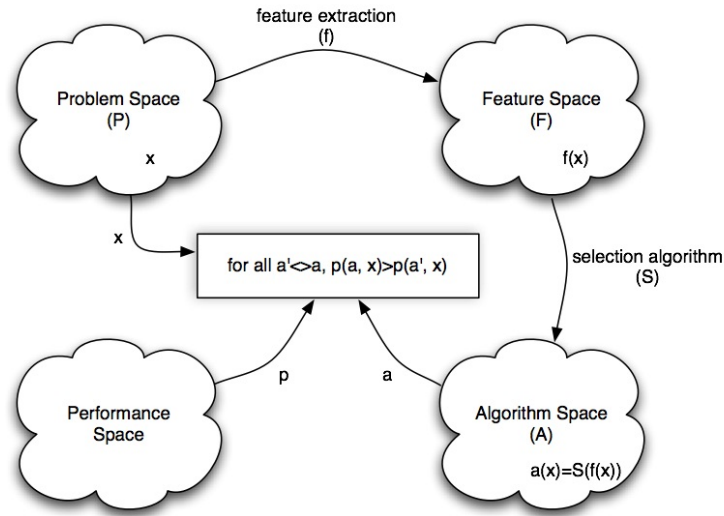 feature extraction
(f)
Problem Space
(P)
x
Feature Space
(F)
f(x)
x
for all a'<>a, p(a, x)>p(a', x)
selection algorithm
(S)
p
a
Performance
Space
Algorithm Space
(A)
a(x)=S(f(x))